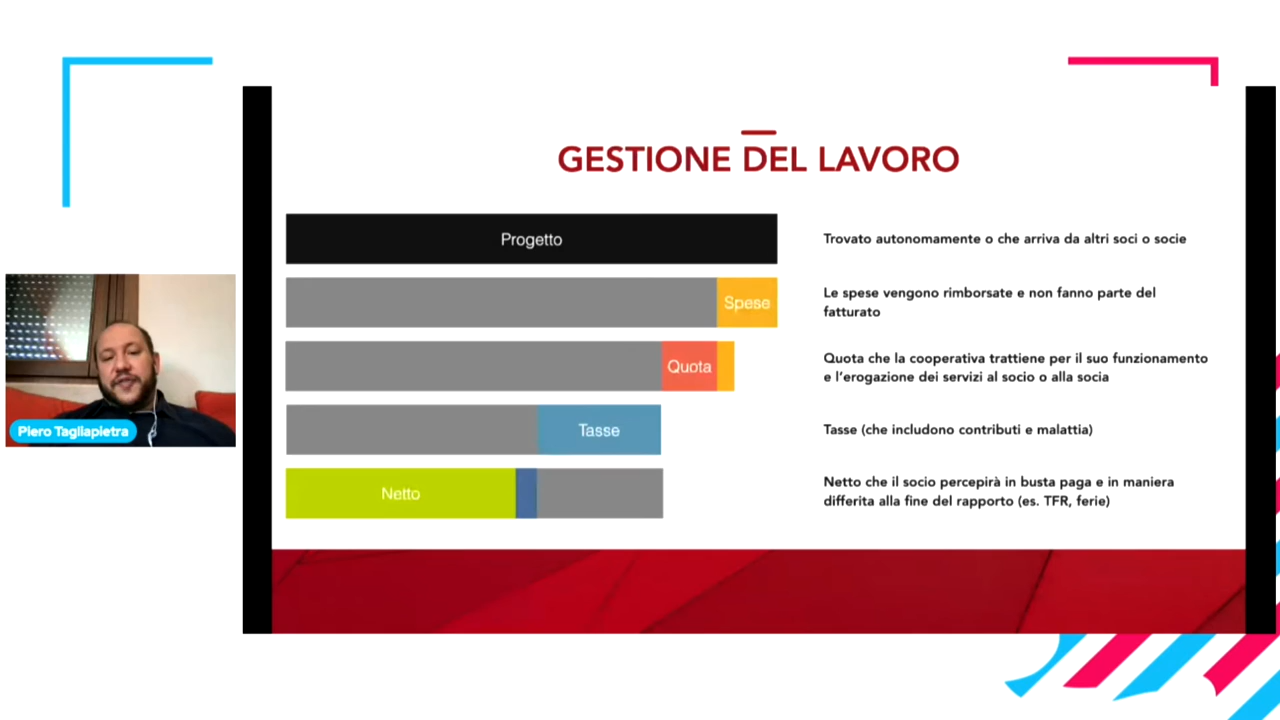 GESTIONE DEL LAVORO
Progetto
Trovato autonomamente o che arriva da altri soci o socie
Spese
Le spese vengono rimborsate e non fanno parte del
fatturato
Quota
Quota che la cooperativa trattiene per il suo funzionamento
e l'erogazione dei servizi al socio o alla socia
Tasse
Tasse (che includono contributi e malattia)
Netto
Netto che il socio percepirà in busta paga e in maniera
differita alla fine del rapporto (es. TFR, ferie)
Piero Tagliapietra